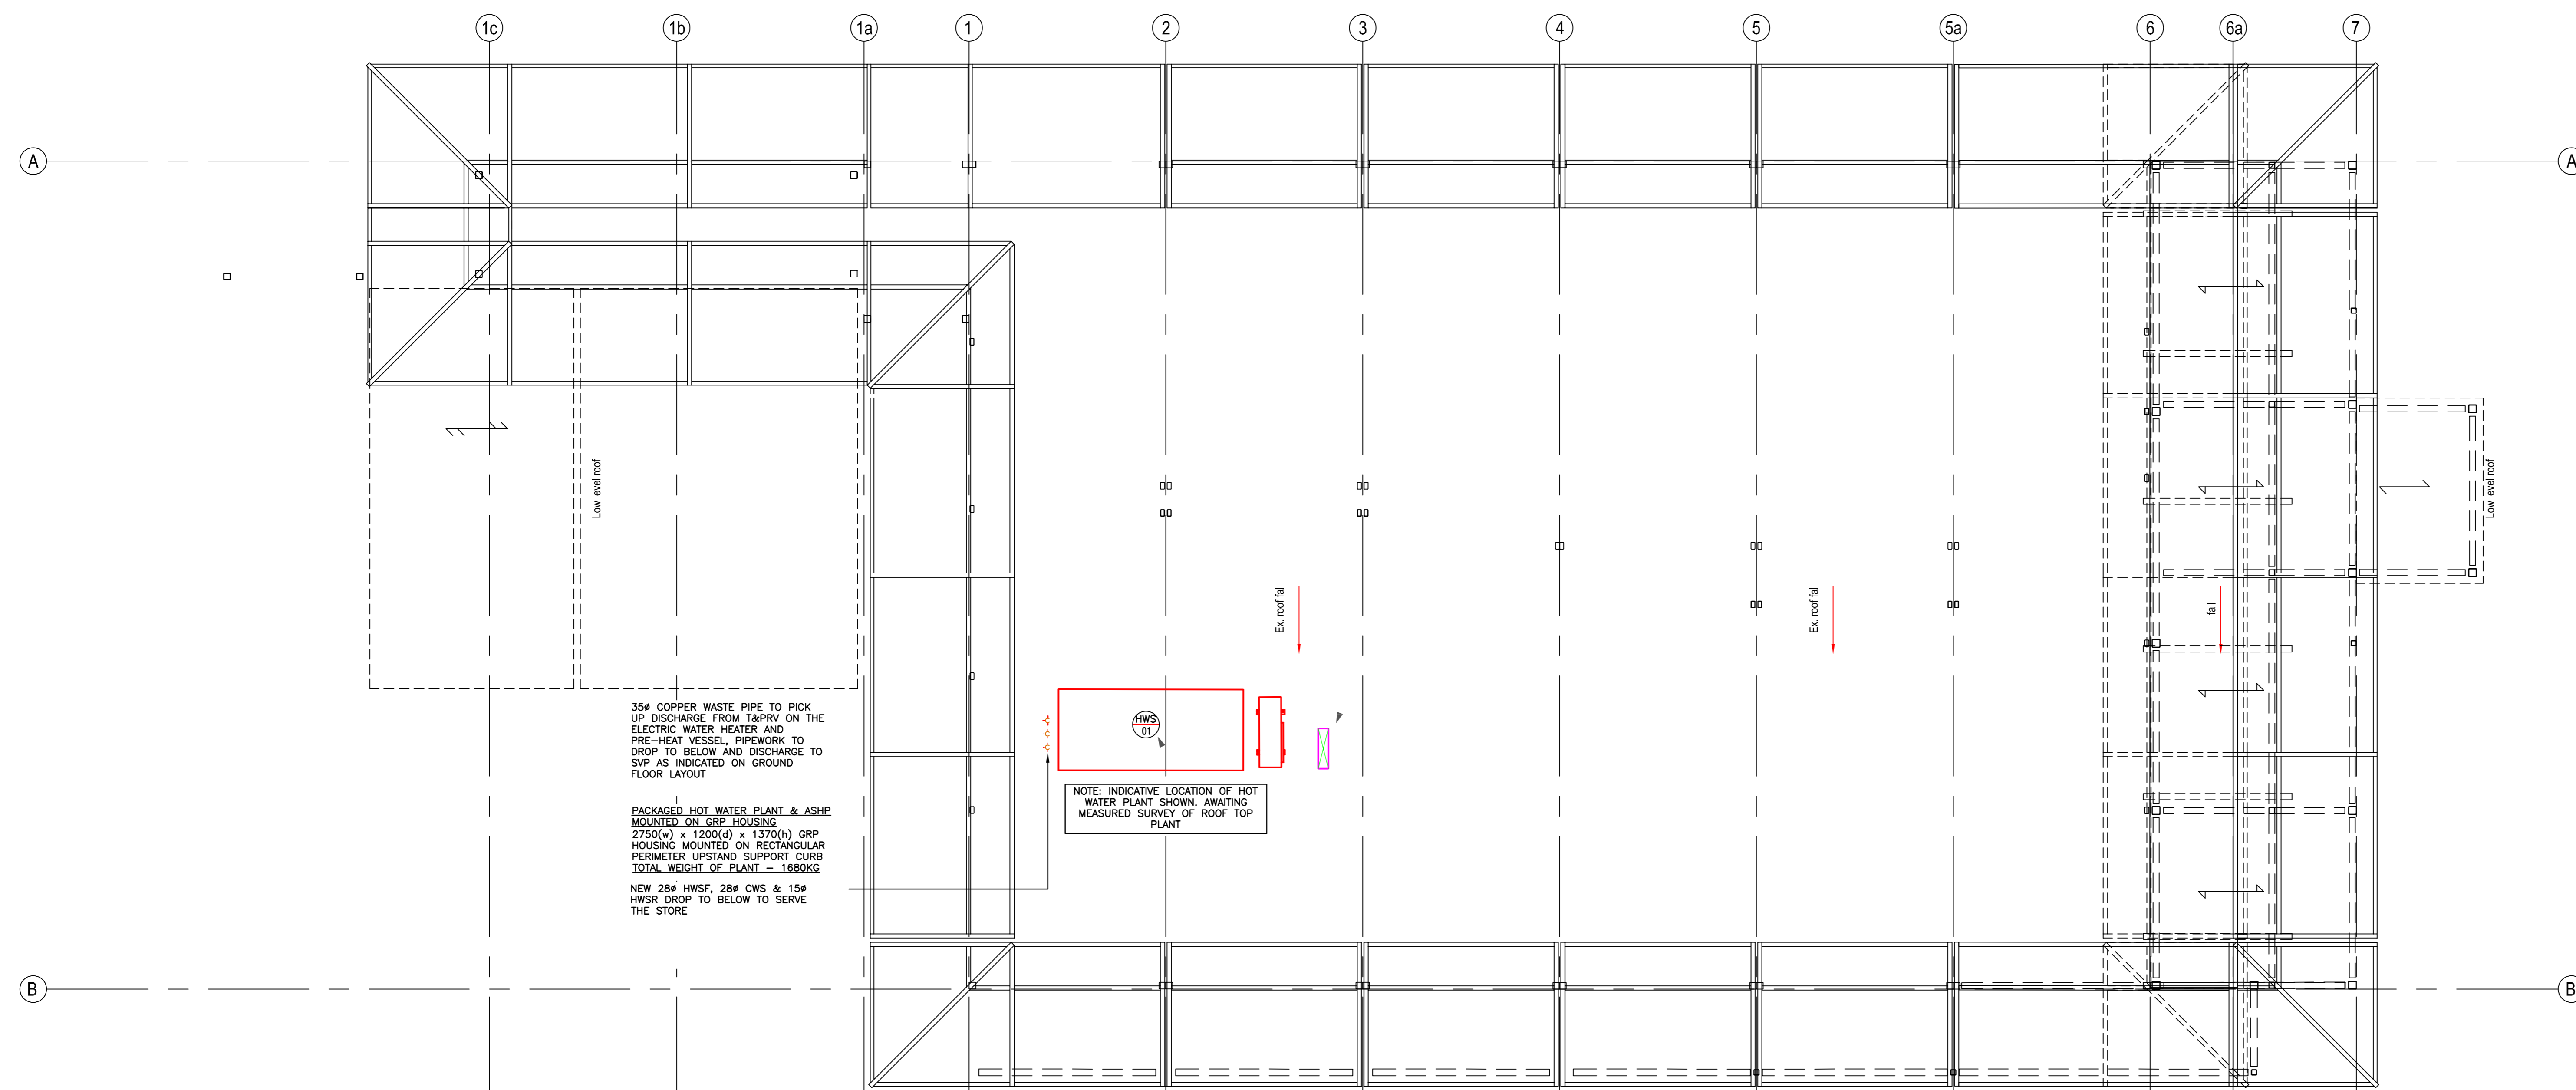 1c
1b
1a
1
2
3
4
5
5a
6
6a
7
A
A
Low level roof
Low level roof
Ex. roof fall
Ex. roof fall
fall
35ø COPPER WASTE PIPE TO PICK
UP DISCHARGE FROM T&PRV ON THE
ELECTRIC WATER HEATER AND
PRE-HEAT VESSEL, PIPEWORK TO
DROP TO BELOW AND DISCHARGE TO
SVP AS INDICATED ON GROUND
FLOOR LAYOUT
HWS
01
NOTE: INDICATIVE LOCATION OF HOT
WATER PLANT SHOWN. AWAITING
MEASURED SURVEY OF ROOF TOP
PLANT
PACKAGED HOT WATER PLANT & ASHP
MOUNTED ON GRP HOUSING
2750(w) x 1200(d) x 1370(h) GRP
HOUSING MOUNTED ON RECTANGULAR
PERIMETER UPSTAND SUPPORT CURB
TOTAL WEIGHT OF PLANT - 1680KG
NEW 28ø HWSF, 28ø CWS & 15ø
HWSR DROP TO BELOW TO SERVE
THE STORE
B
B